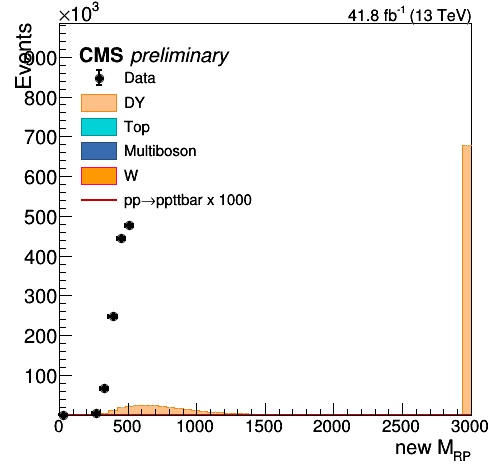 ×10³
41.8 fb⁻¹ (13 TeV)
Events
CMS preliminary
Data
DY
Top
Multiboson
W
pp→ppttbar x 1000
900
800
700
600
500
400
300
200
100
0 500 1000 1500 2000 2500 3000
new M_RP